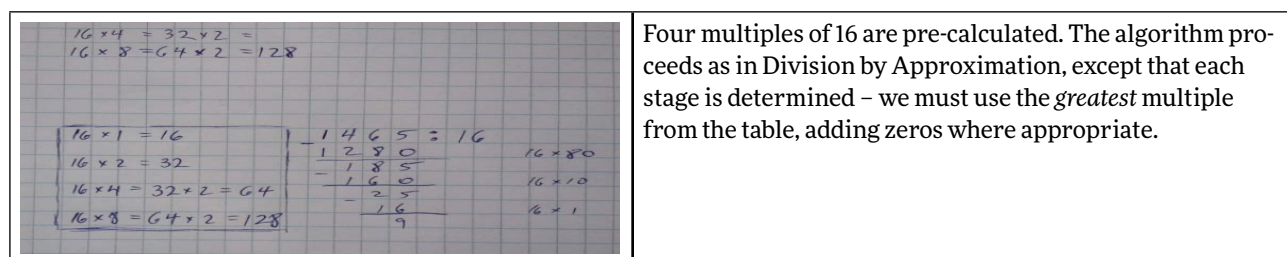 16 × 4 = 32 × 2 =
16 × 8 = 64 × 2 = 128
16 × 1 = 16
16 × 2 = 32
16 × 4 = 32 × 2 = 64
16 × 8 = 64 × 2 = 128
- 1465 : 16
1280 16 × 80
- 185
160 16 × 10
- 25
16 16 × 1
9
Four multiples of 16 are pre-calculated. The algorithm pro-
ceeds as in Division by Approximation, except that each
stage is determined – we must use the greatest multiple
from the table, adding zeros where appropriate.